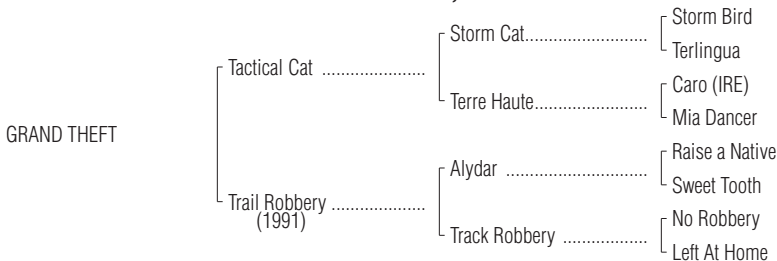 Storm Bird
Storm Cat..........................
Terlingua
Tactical Cat ......................
Caro (IRE)
Terre Haute........................
Mia Dancer
GRAND THEFT
Raise a Native
Alydar ..............................
Sweet Tooth
Trail Robbery ....................
(1991)
No Robbery
Track Robbery ..................
Left At Home